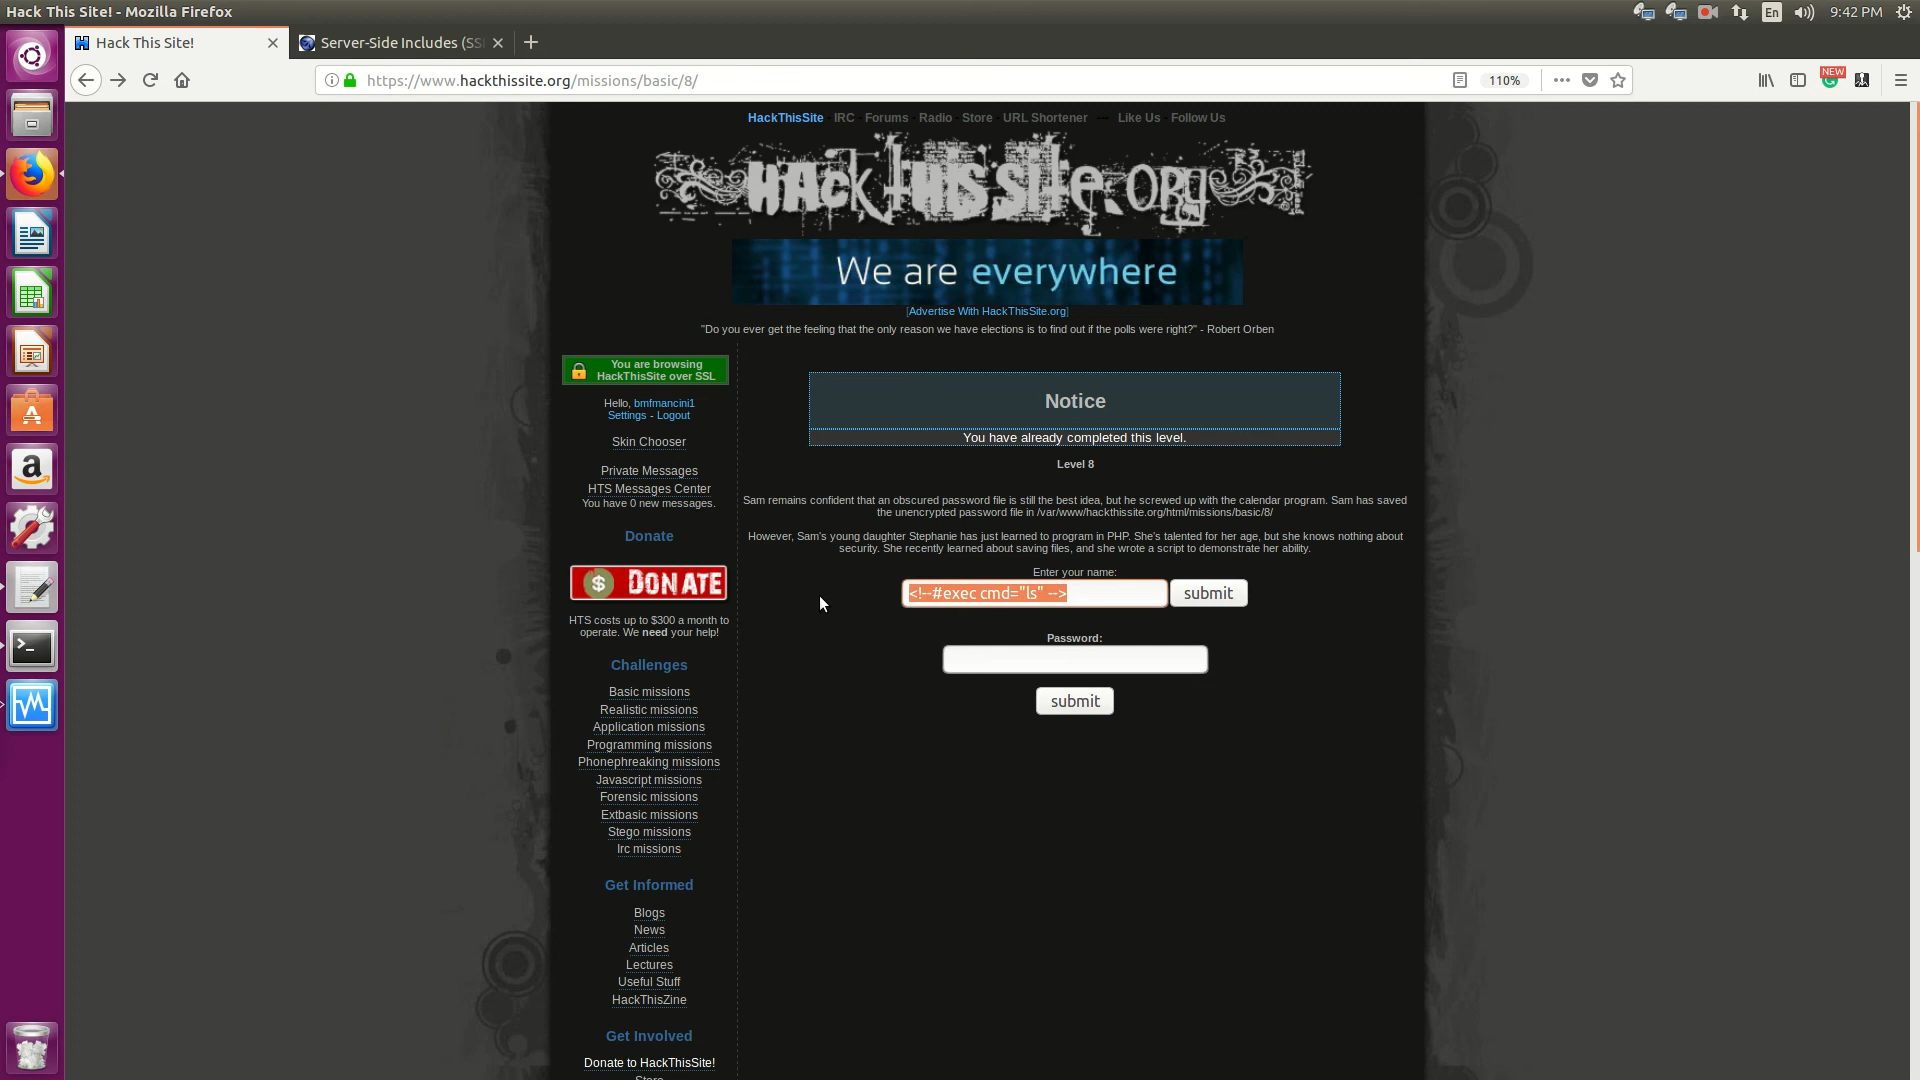 Hack This Site! - Mozilla Firefox
En
9:42 PM
Hack This Site!
Server-Side Includes (SS
https://www.hackthissite.org/missions/basic/8/
110%
NEW
HackThisSite - IRC - Forums - Radio - Store - URL Shortener --- Like Us - Follow Us
HACK THIS SITE.ORG
We are everywhere
[Advertise With HackThisSite.org]
"Do you ever get the feeling that the only reason we have elections is to find out if the polls were right?" - Robert Orben
You are browsing
HackThisSite over SSL
Hello, bmfmancini1
Settings - Logout
Skin Chooser
Private Messages
HTS Messages Center
You have 0 new messages.
Donate
$ DONATE
HTS costs up to $300 a month to
operate. We need your help!
Challenges
Basic missions
Realistic missions
Application missions
Programming missions
Phonephreaking missions
Javascript missions
Forensic missions
Extbasic missions
Stego missions
Irc missions
Get Informed
Blogs
News
Articles
Lectures
Useful Stuff
HackThisZine
Get Involved
Donate to HackThisSite!
Store
Notice
You have already completed this level.
Level 8
Sam remains confident that an obscured password file is still the best idea, but he screwed up with the calendar program. Sam has saved
the unencrypted password file in /var/www/hackthissite.org/html/missions/basic/8/
However, Sam's young daughter Stephanie has just learned to program in PHP. She's talented for her age, but she knows nothing about
security. She recently learned about saving files, and she wrote a script to demonstrate her ability.
Enter your name:
<!--#exec cmd="ls" -->
submit
Password:
submit